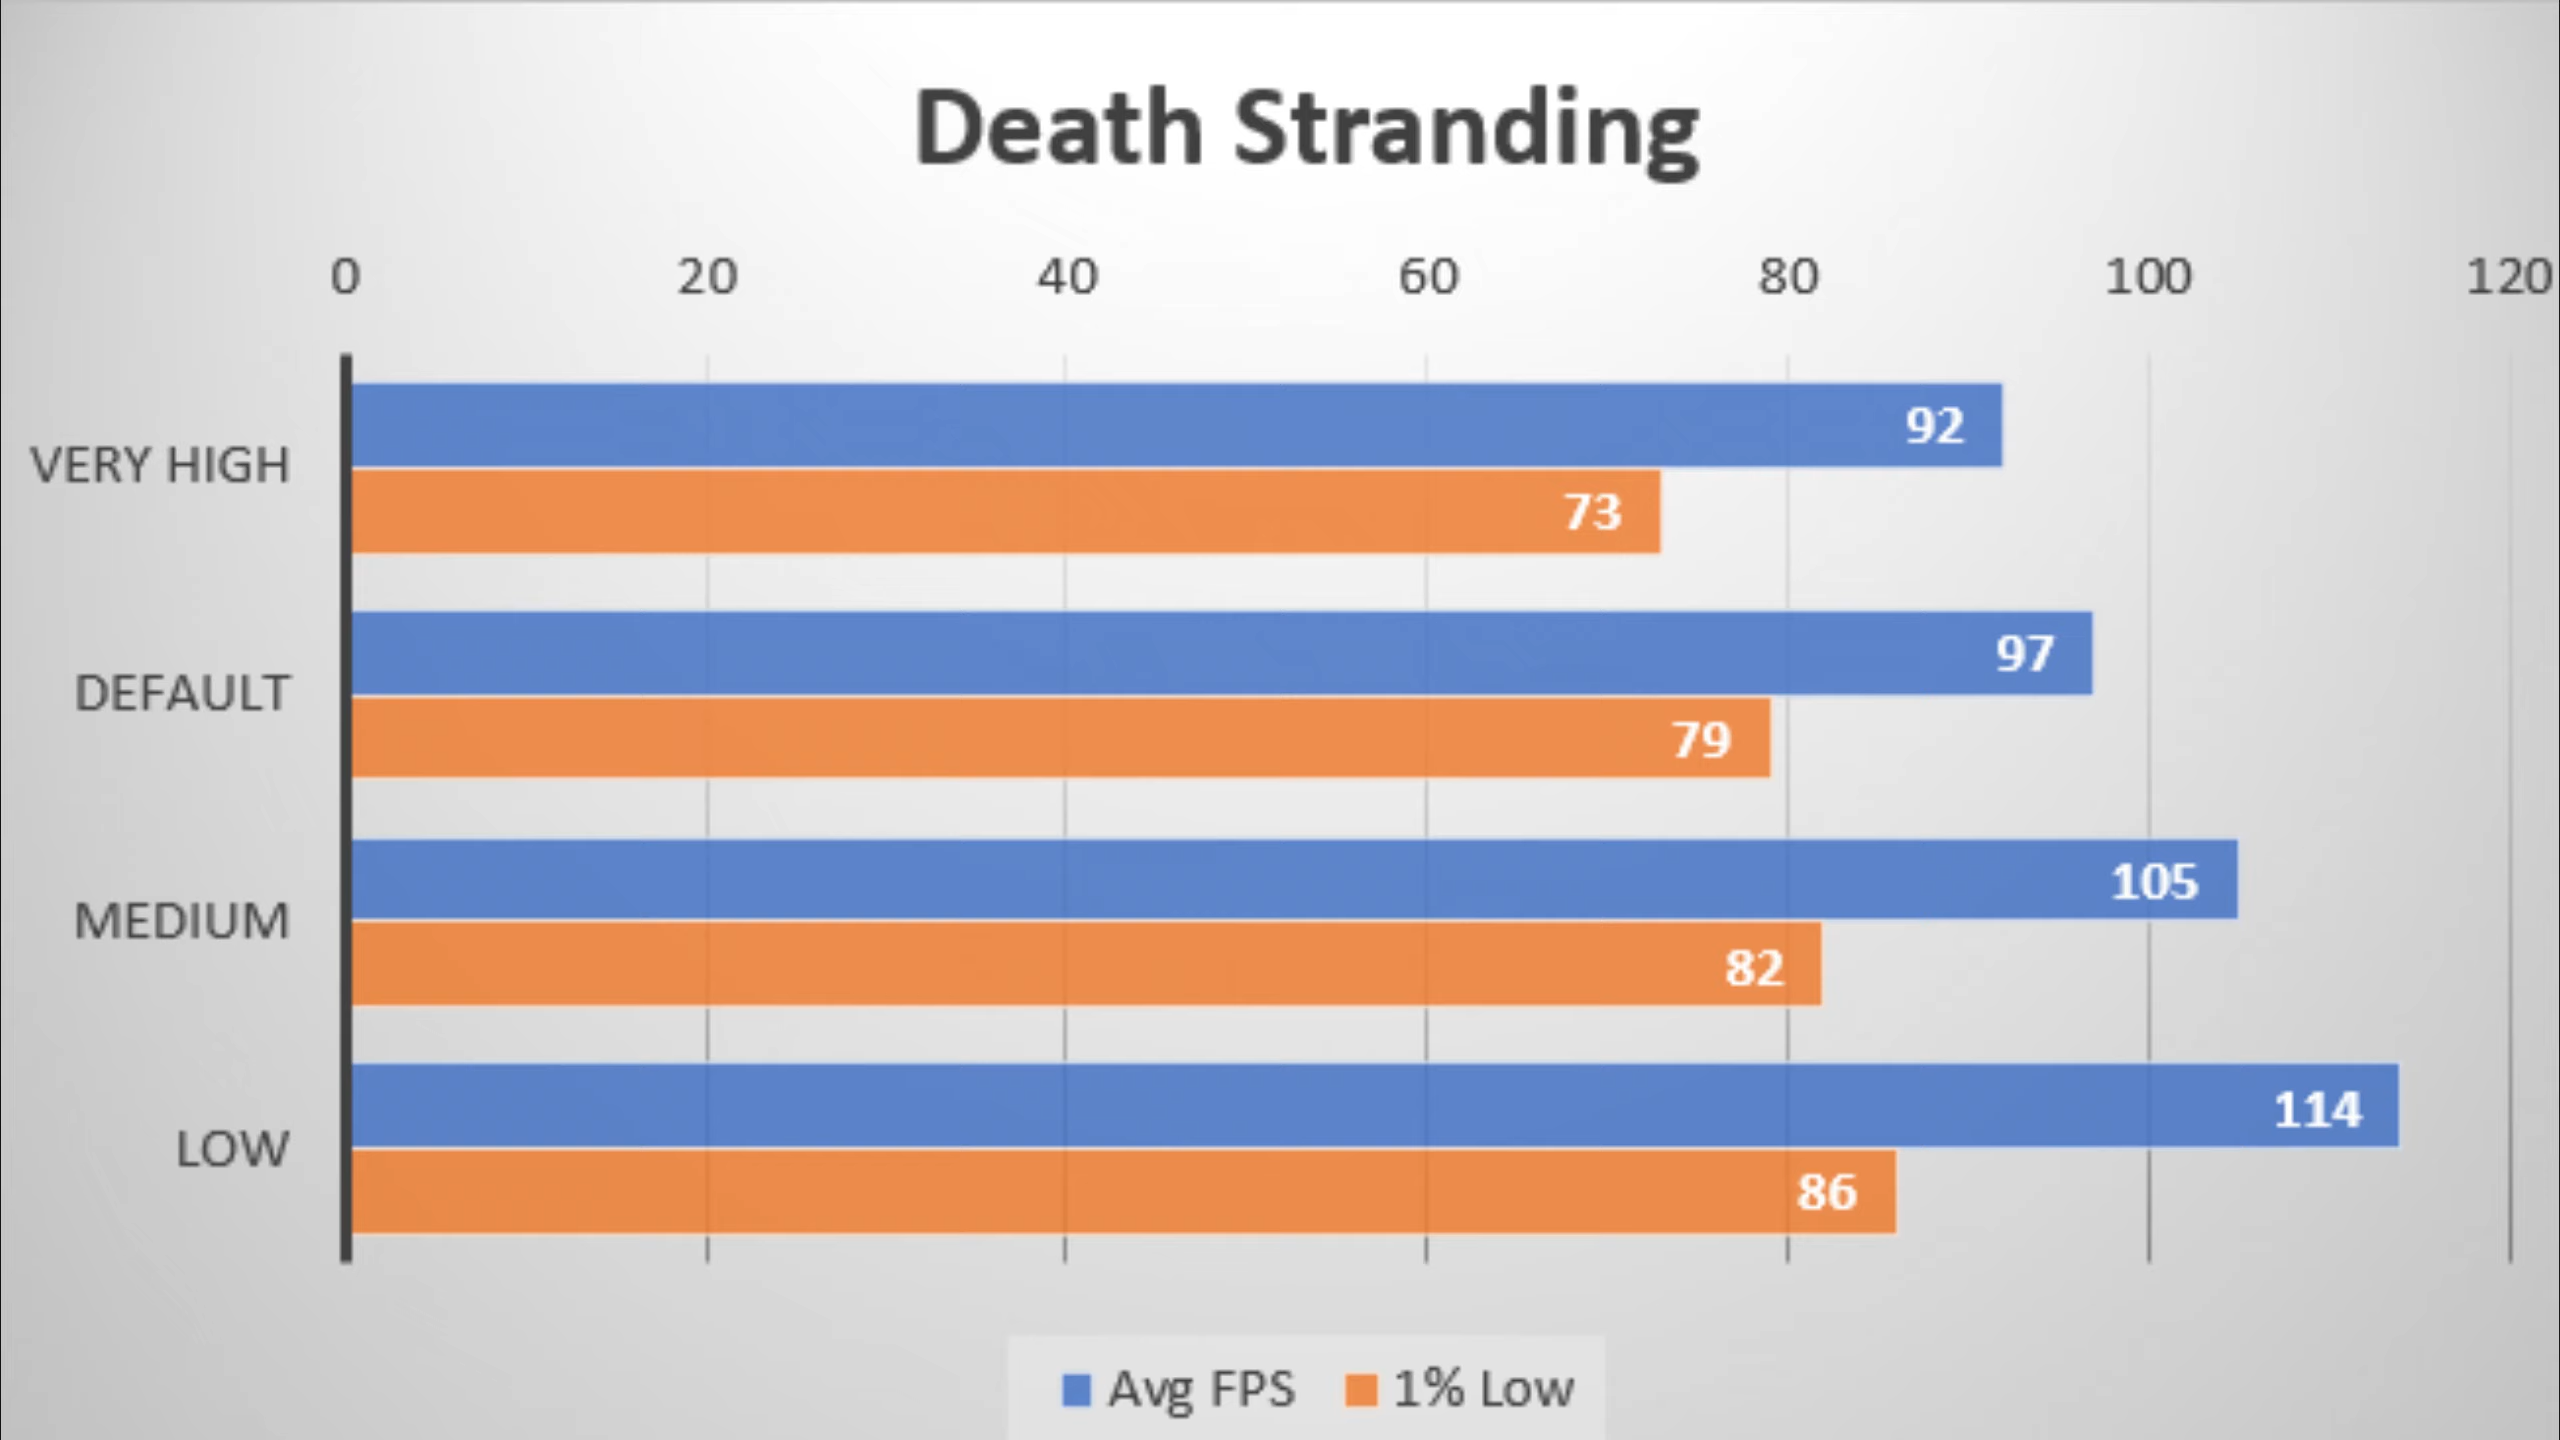 Death Stranding
0 20 40 60 80 100 120
VERY HIGH 92
73
DEFAULT 97
79
MEDIUM 105
82
LOW 114
86
Avg FPS 1% Low